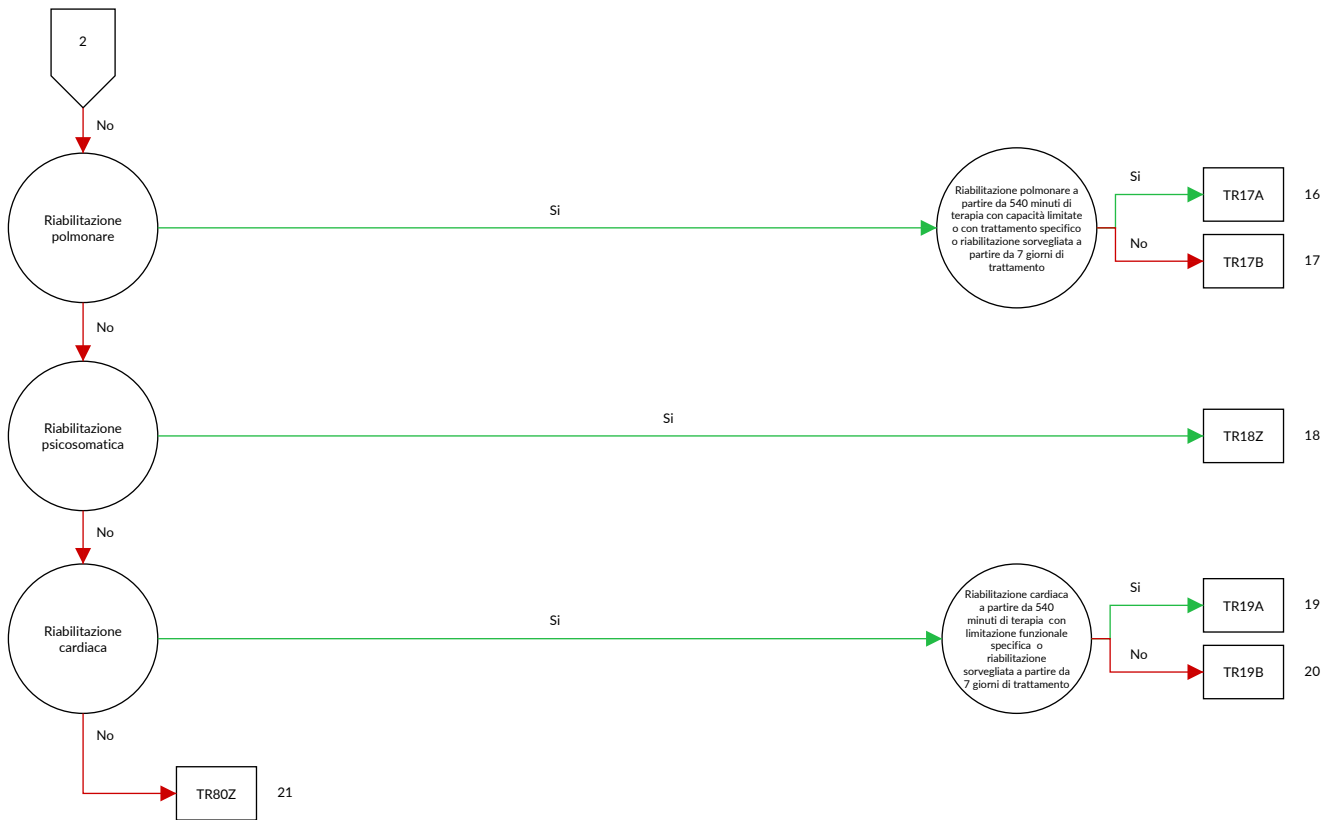 2
No
Riabilitazione
polmonare
Si
Riabilitazione polmonare a
partire da 540 minuti di
terapia con capacità limitate
o con trattamento specifico
o riabilitazione sorvegliata a
partire da 7 giorni di
trattamento
Si
TR17A
16
No
TR17B
17
No
Riabilitazione
psicosomatica
Si
TR18Z
18
No
Riabilitazione
cardiaca
Si
Riabilitazione cardiaca
a partire da 540
minuti di terapia con
limitazione funzionale
specifica o
riabilitazione
sorvegliata a partire da
7 giorni di trattamento
Si
TR19A
19
No
TR19B
20
No
TR80Z
21